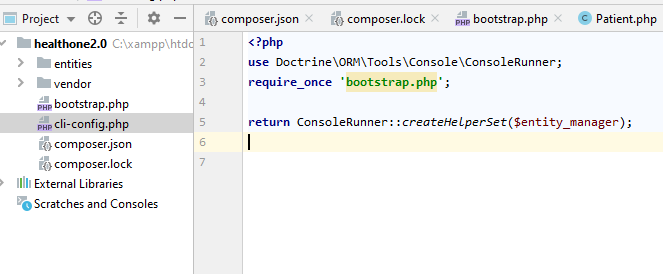 Project
composer.json
composer.lock
bootstrap.php
Patient.php
healthone2.0 C:\xampp\htdo
entities
vendor
bootstrap.php
cli-config.php
composer.json
composer.lock
External Libraries
Scratches and Consoles
1 <?php
2 use Doctrine\ORM\Tools\Console\ConsoleRunner;
3 require_once 'bootstrap.php';
4
5 return ConsoleRunner::createHelperSet($entity_manager);
6
7